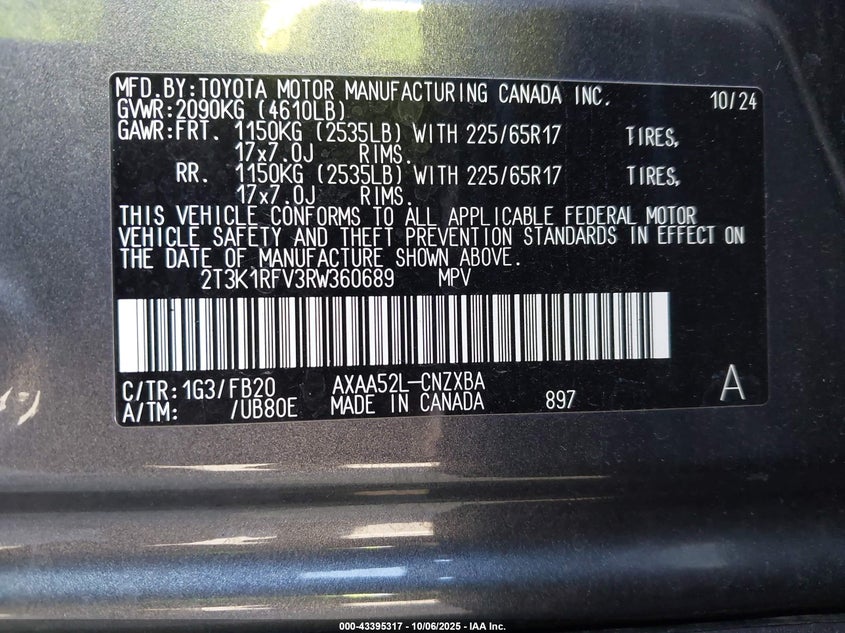 MFD.BY:TOYOTA MOTOR MANUFACTURING CANADA INC. 10/24
GVWR:2090KG (4610LB)
GAWR:FRT. 1150KG (2535LB) WITH 225/65R17 TIRES,
17x7.0J RIMS.
RR. 1150KG (2535LB) WITH 225/65R17 TIRES,
17x7.0J RIMS.
THIS VEHICLE CONFORMS TO ALL APPLICABLE FEDERAL MOTOR
VEHICLE SAFETY AND THEFT PREVENTION STANDARDS IN EFFECT ON
THE DATE OF MANUFACTURE SHOWN ABOVE.
2T3K1RFV3RW360689 MPV
C/TR:1G3/FB20 AXAA52L-CNZXBA A
A/TM: /UB80E MADE IN CANADA 897
000-43395317 - 10/06/2025 - IAA Inc.